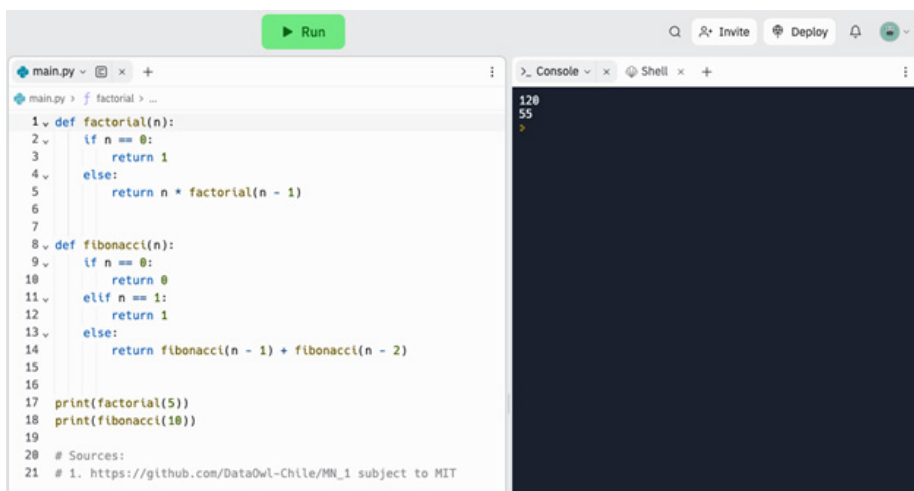 Run
Invite
Deploy
main.py
main.py > f factorial > ...
1 def factorial(n):
2     if n == 0:
3         return 1
4     else:
5         return n * factorial(n - 1)
6
7
8 def fibonacci(n):
9     if n == 0:
10         return 0
11     elif n == 1:
12         return 1
13     else:
14         return fibonacci(n - 1) + fibonacci(n - 2)
15
16
17 print(factorial(5))
18 print(fibonacci(10))
19
20 # Sources:
21 # 1. https://github.com/DataOwl-Chile/MN_1 subject to MIT
>_ Console
Shell
120
55
>